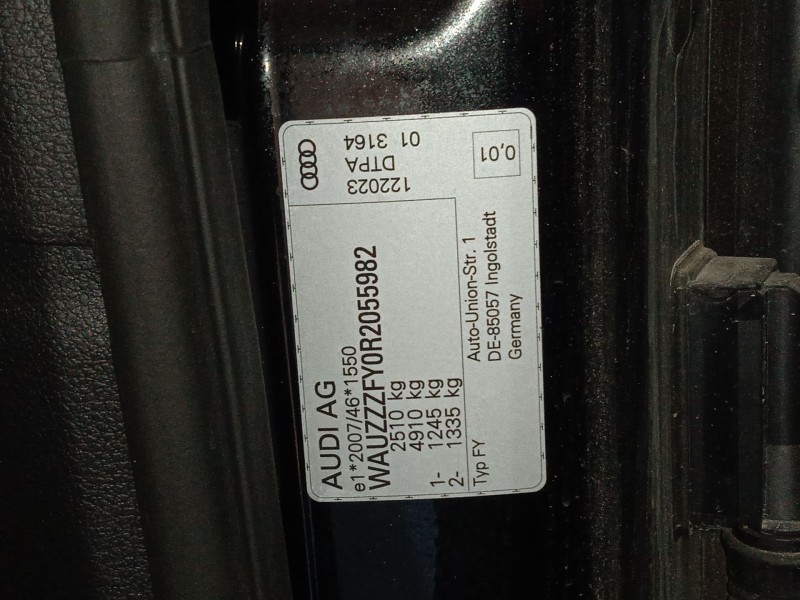 AUDI AG
e1*2007/46*1550
WAUZZZFY0R2055982
2510 kg
4910 kg
1- 1245 kg
2- 1335 kg
Typ FY
Auto-Union-Str. 1
DE-85057 Ingolstadt
Germany
122023
DTPA
01 3164
0,01